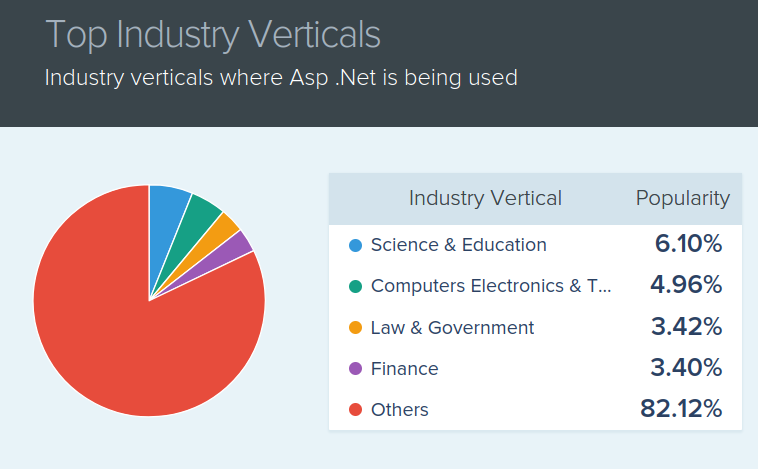 Top Industry Verticals
Industry verticals where Asp .Net is being used
Industry Vertical Popularity
Science & Education 6.10%
Computers Electronics & T... 4.96%
Law & Government 3.42%
Finance 3.40%
Others 82.12%